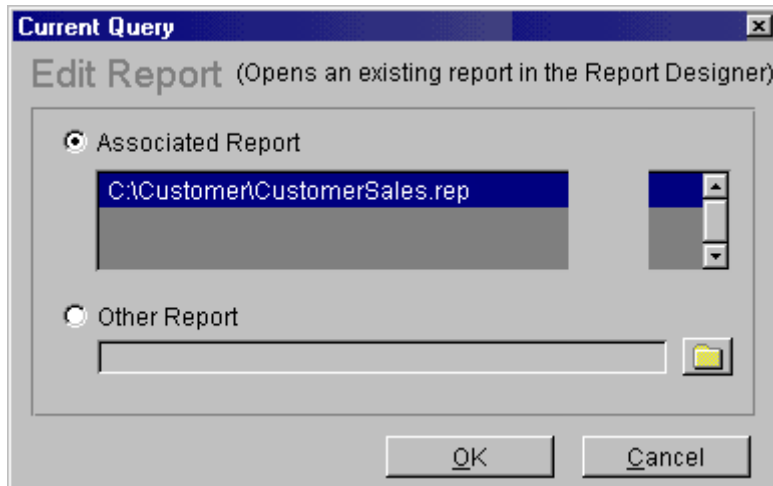 Current Query
Edit Report (Opens an existing report in the Report Designer)
Associated Report
C:\Customer\CustomerSales.rep
Other Report
OK Cancel